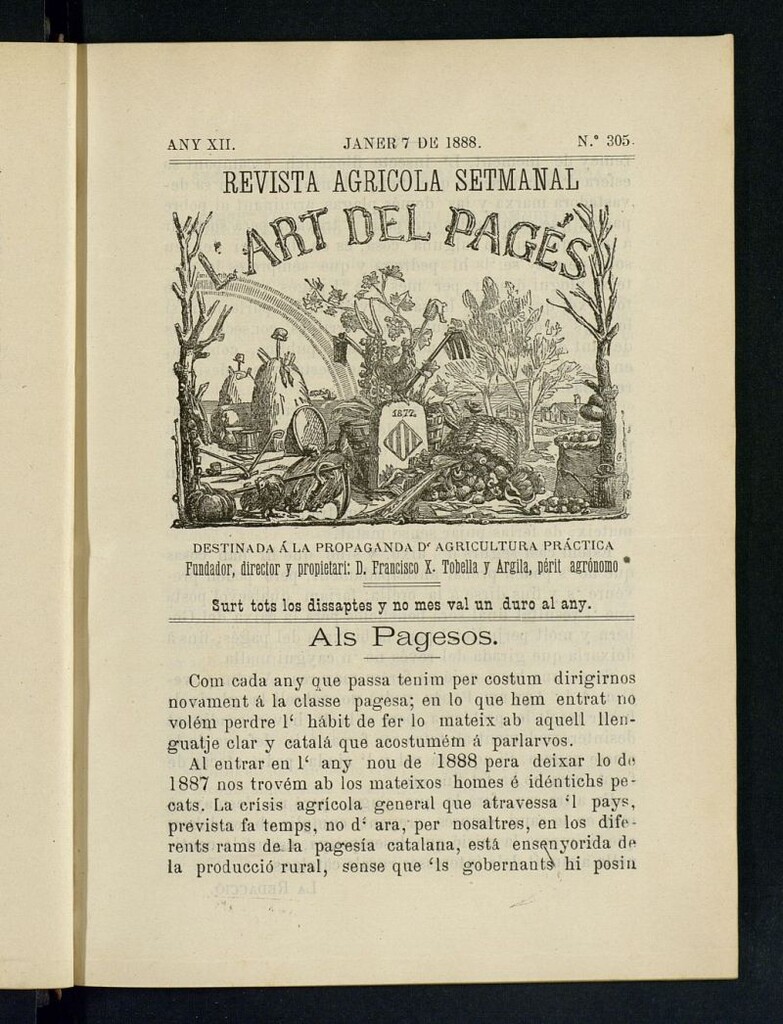 ANY XII. JANER 7 DE 1888. N.º 305.
REVISTA AGRICOLA SETMANAL
L'ART DEL PAGÉS
1877.
DESTINADA Á LA PROPAGANDA D' AGRICULTURA PRÁCTICA
Fundador, director y propietari: D. Francisco X. Tobella y Argila, périt agrónomo
Surt tots los dissaptes y no mes val un duro al any.
Als Pagesos.
Com cada any que passa tenim per costum dirigirnos
novament á la classe pagesa; en lo que hem entrat no
volém perdre l‘ hábit de fer lo mateix ab aquell llen-
guatje clar y catalá que acostumém á parlarvos.
Al entrar en l‘ any nou de 1888 pera deixar lo de
1887 nos trovém ab los mateixos homes é idéntichs pe-
cats. La crisis agrícola general que atravessa ‘l pays,
prevista fa temps, no d‘ ara, per nosaltres, en los dife-
rents rams de la pagesía catalana, está ensenyorida de
la producció rural, sense que ‘ls gobernants hi posin
LA REDACCIÓ.